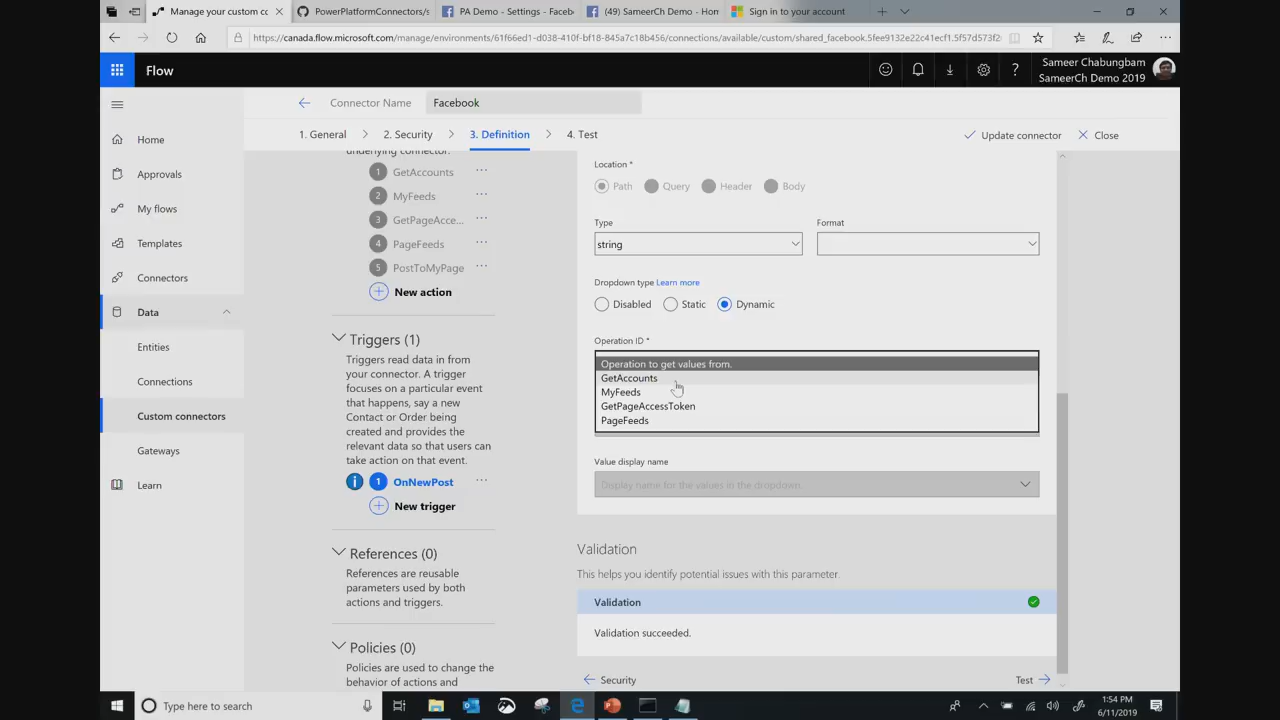 Manage your custom co
PowerPlatformConnectors/s
PA Demo - Settings - Faceb
(49) SameerCh Demo - Hom
Sign in to your account
https://canada.flow.microsoft.com/manage/environments/61f66ed1-d038-410f-bf18-845a7c18b456/connections/available/custom/shared_facebook.5fee9132e22c41ecf1.5f57d573f2
Flow
Sameer Chabungbam
SameerCh Demo 2019
Connector Name
Facebook
1. General
2. Security
3. Definition
4. Test
Update connector
Close
Home
Approvals
My flows
Templates
Connectors
Data
Entities
Connections
Custom connectors
Gateways
Learn
underlying connector.
1 GetAccounts ...
2 MyFeeds ...
3 GetPageAcce... ...
4 PageFeeds ...
5 PostToMyPage ...
New action
Triggers (1)
Triggers read data in from
your connector. A trigger
focuses on a particular event
that happens, say a new
Contact or Order being
created and provides the
relevant data so that users can
take action on that event.
1 OnNewPost ...
New trigger
References (0)
References are reusable
parameters used by both
actions and triggers.
Policies (0)
Policies are used to change the
behavior of actions and
Location *
Path Query Header Body
Type
string
Format
Dropdown type Learn more
Disabled Static Dynamic
Operation ID *
Operation to get values from.
GetAccounts
MyFeeds
GetPageAccessToken
PageFeeds
Value display name
Display name for the values in the dropdown.
Validation
This helps you identify potential issues with this parameter.
Validation
Validation succeeded.
Security
Test
Type here to search
1:54 PM
6/11/2019